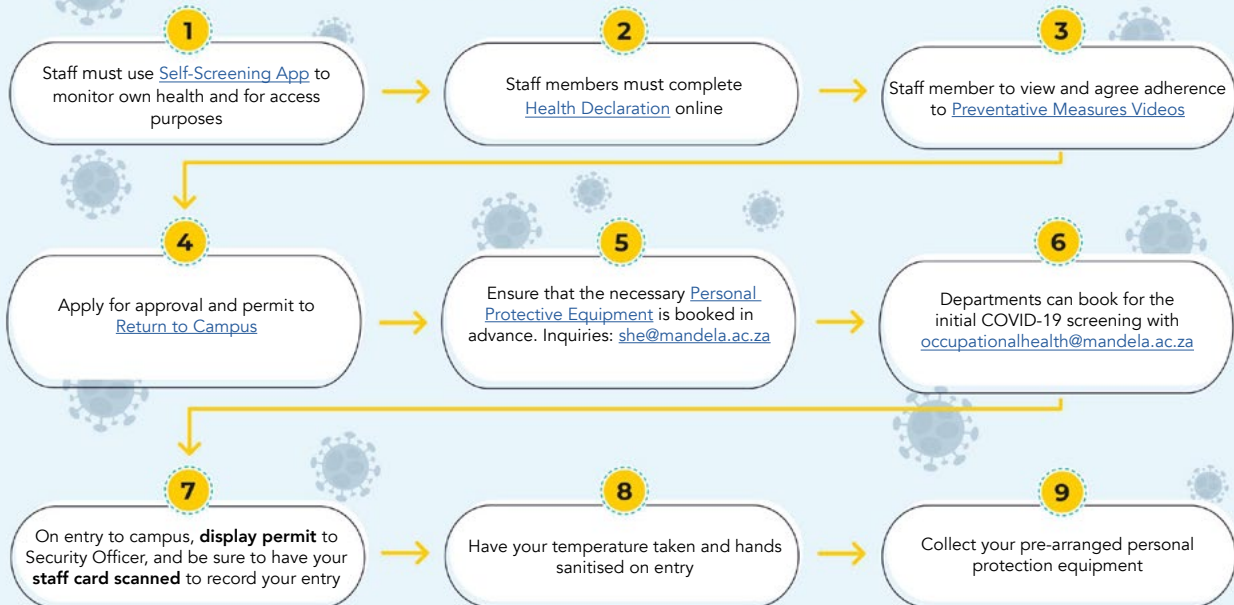 1
Staff must use Self-Screening App to
monitor own health and for access
purposes
2
Staff members must complete
Health Declaration online
3
Staff member to view and agree adherence
to Preventative Measures Videos
4
Apply for approval and permit to
Return to Campus
5
Ensure that the necessary Personal
Protective Equipment is booked in
advance. Inquiries: she@mandela.ac.za
6
Departments can book for the
initial COVID-19 screening with
occupationalhealth@mandela.ac.za
7
On entry to campus, display permit to
Security Officer, and be sure to have your
staff card scanned to record your entry
8
Have your temperature taken and hands
sanitised on entry
9
Collect your pre-arranged personal
protection equipment